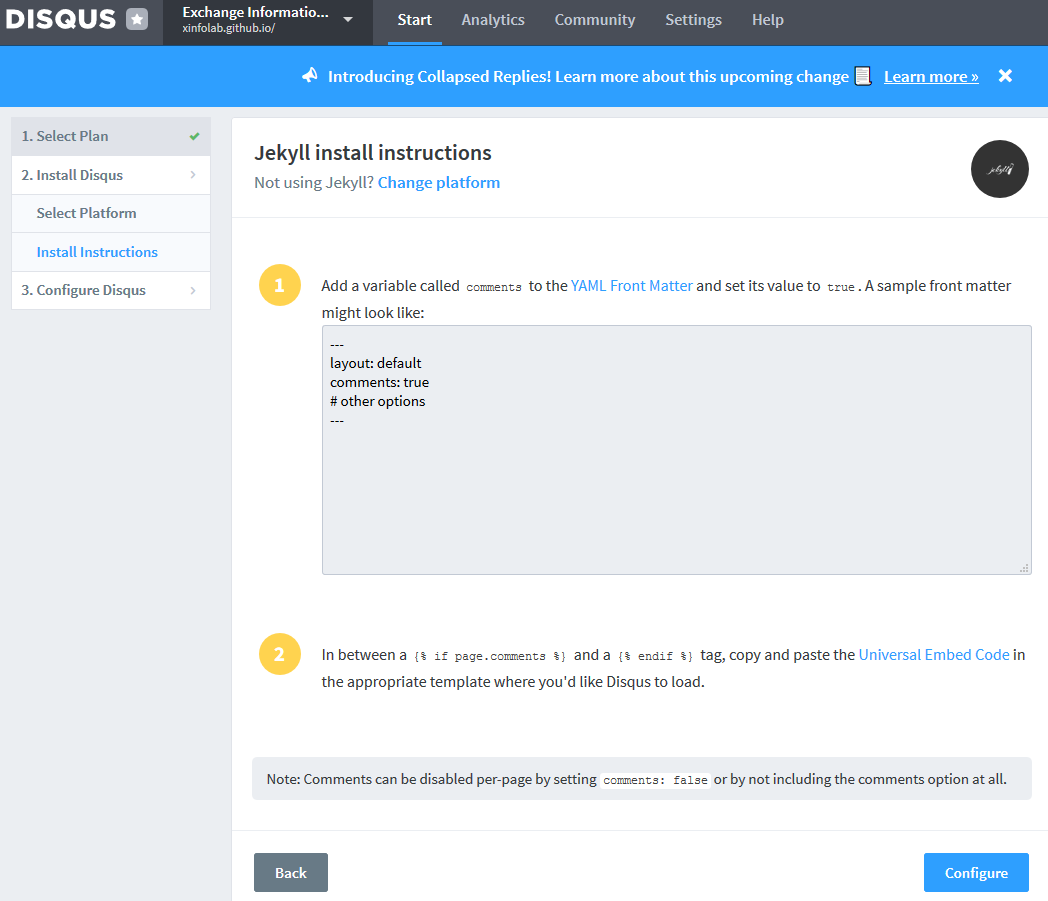 DISQUS
Exchange Informatio...
xinfolab.github.io/
Start
Analytics
Community
Settings
Help
Introducing Collapsed Replies! Learn more about this upcoming change 📃 Learn more »
1. Select Plan
2. Install Disqus
Select Platform
Install Instructions
3. Configure Disqus
Jekyll install instructions
Not using Jekyll? Change platform
jekyll
1
Add a variable called comments to the YAML Front Matter and set its value to true. A sample front matter
might look like:
---
layout: default
comments: true
# other options
---
2
In between a {% if page.comments %} and a {% endif %} tag, copy and paste the Universal Embed Code in
the appropriate template where you'd like Disqus to load.
Note: Comments can be disabled per-page by setting comments: false or by not including the comments option at all.
Back
Configure